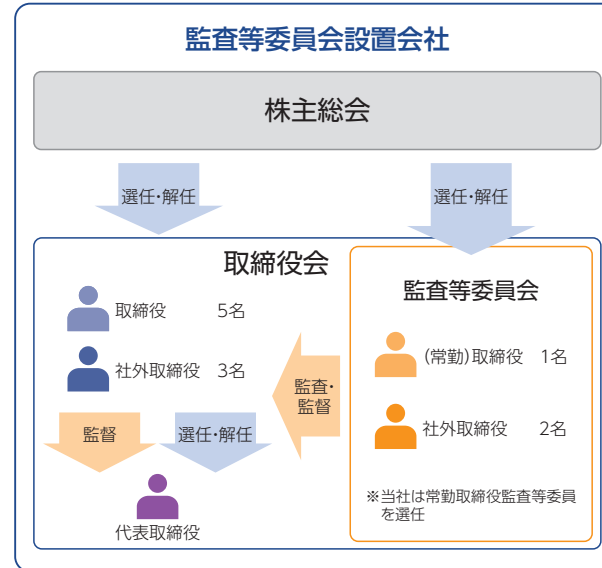 監査等委員会設置会社
株主総会
選任・解任
選任・解任
取締役会
取締役 5名
社外取締役 3名
監督
選任・解任
代表取締役
監査・
監督
監査等委員会
(常勤)取締役 1名
社外取締役 2名
※当社は常勤取締役監査等委員
を選任